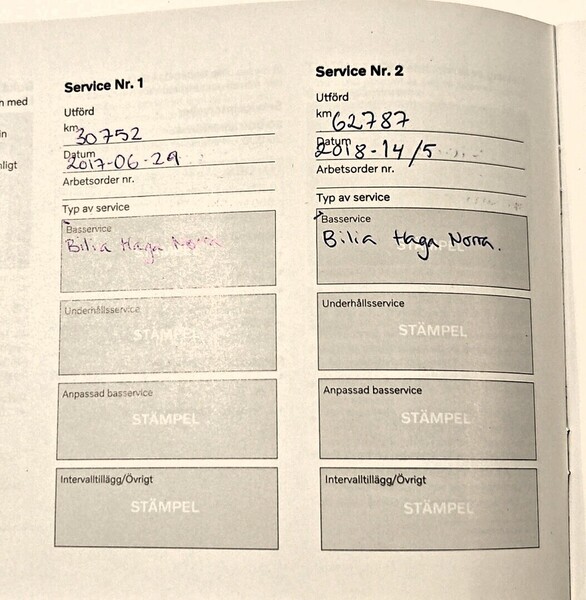 h med
in
ligt
Service Nr. 1
Utförd
km 30752
Datum 2017-06-29
Arbetsorder nr.
Typ av service
Basservice
Bilia Haga Norra
Underhållsservice
STÄMPEL
Anpassad basservice
STÄMPEL
Intervalltillägg/Övrigt
STÄMPEL
Service Nr. 2
Utförd
km 62787
Datum 2018-14/5
Arbetsorder nr.
Typ av service
Basservice
STÄMPEL
Bilia Haga Norra.
Underhållsservice
STÄMPEL
Anpassad basservice
STÄMPEL
Intervalltillägg/Övrigt
STÄMPEL